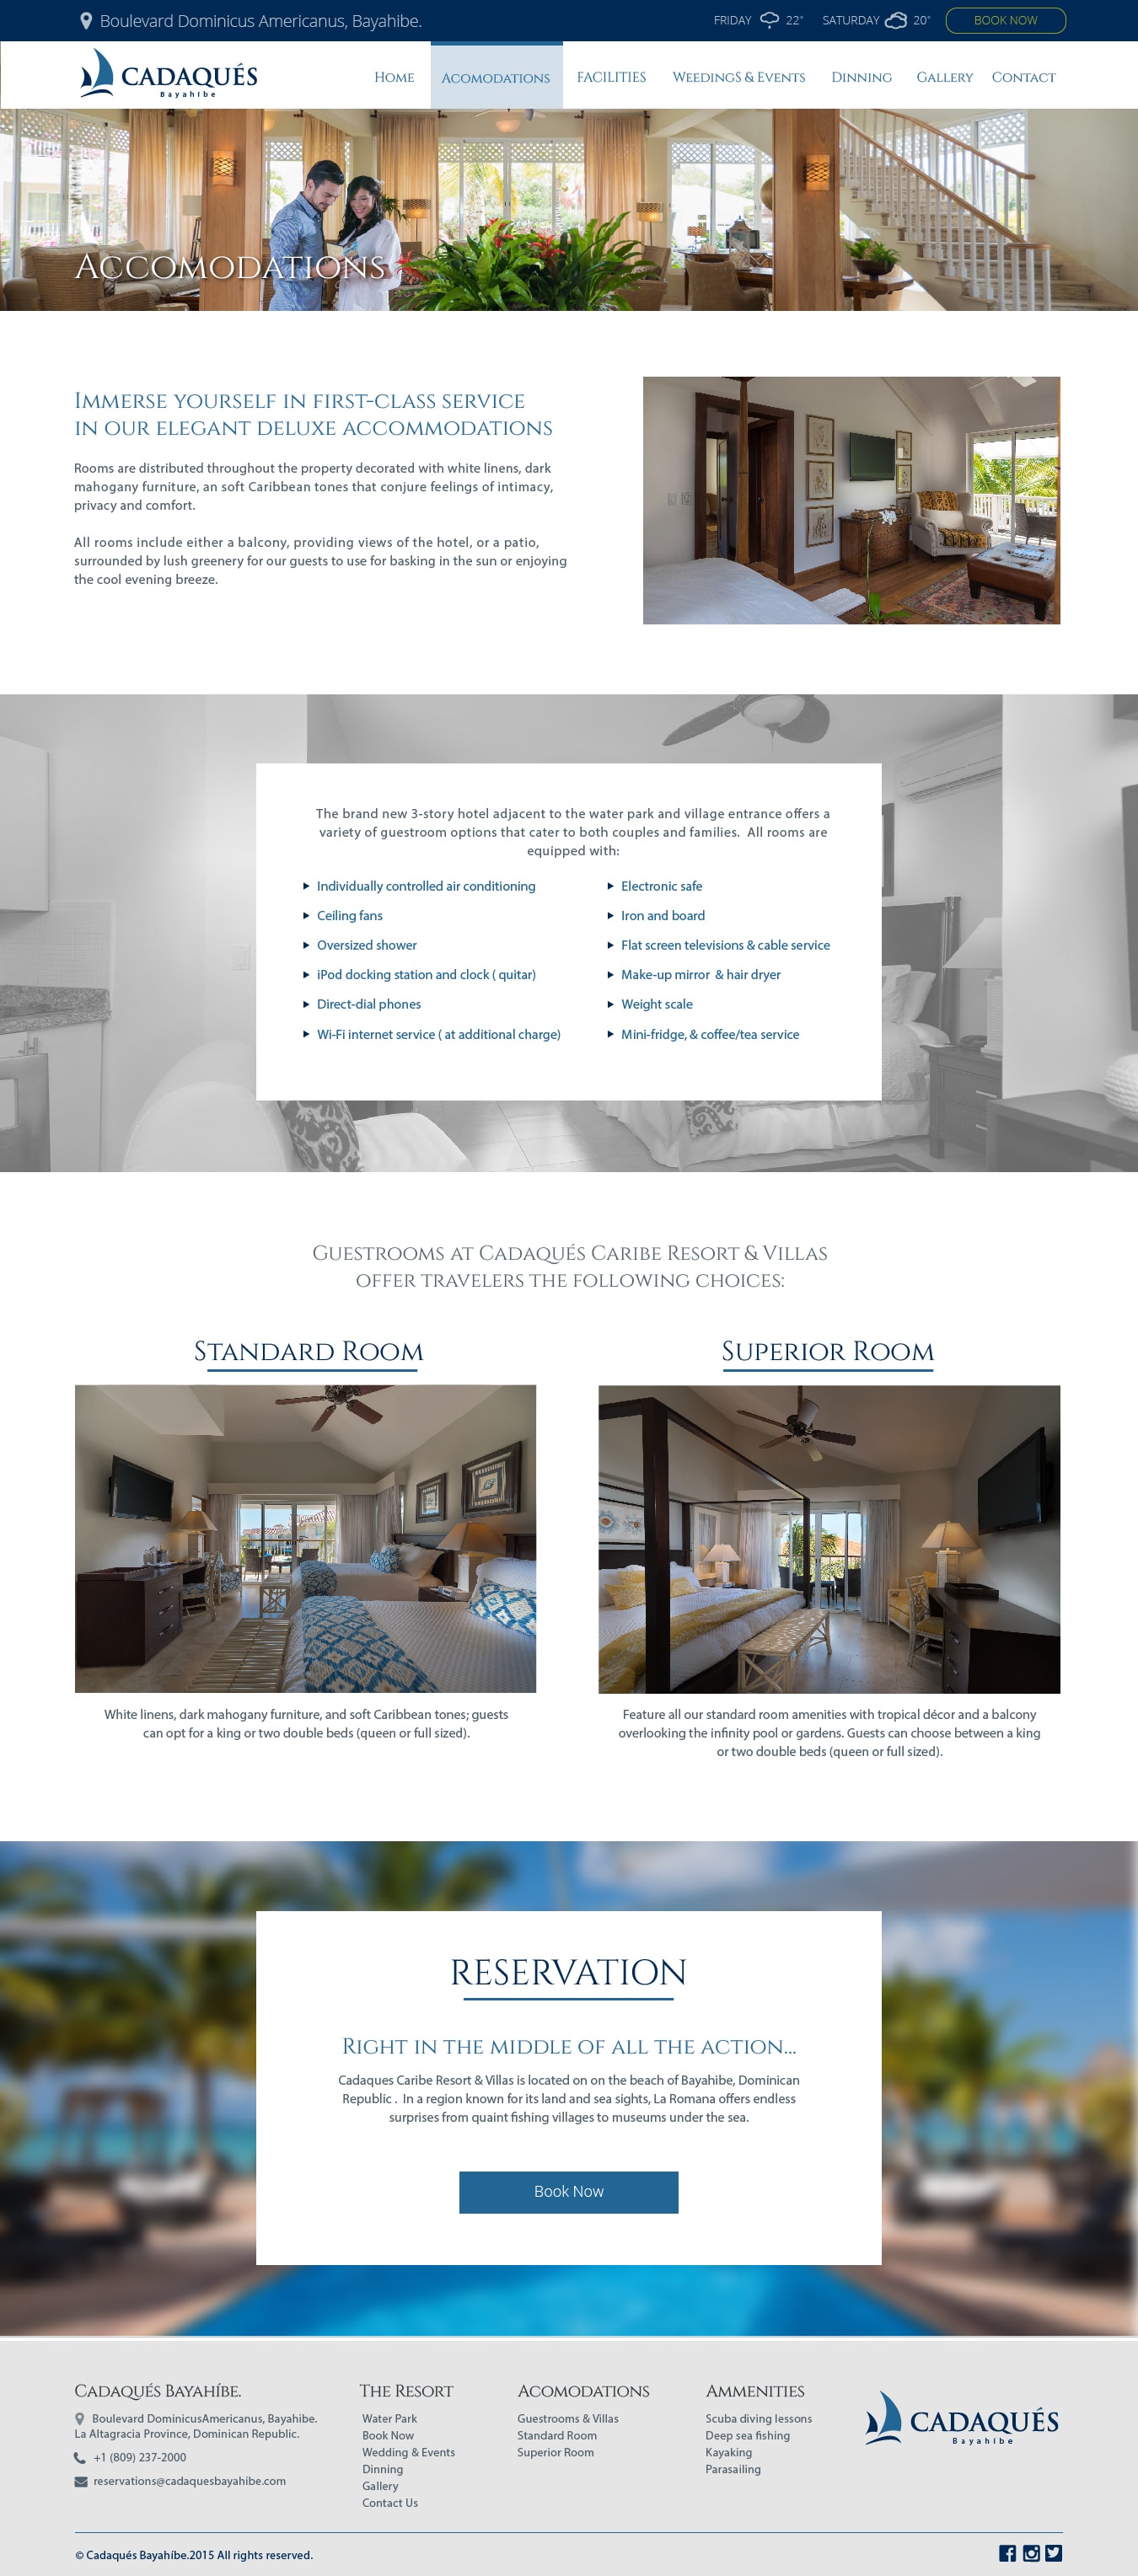 Boulevard Dominicus Americanus, Bayahibe.
FRIDAY 22° SATURDAY 20° BOOK NOW
CADAQUÉS
Bayahíbe
Home Acomodations FACILITIES WeedingS & Events Dinning Gallery Contact
Accomodations
Immerse yourself in first-class service
in our elegant deluxe accommodations
Rooms are distributed throughout the property decorated with white linens, dark
mahogany furniture, an soft Caribbean tones that conjure feelings of intimacy,
privacy and comfort.
All rooms include either a balcony, providing views of the hotel, or a patio,
surrounded by lush greenery for our guests to use for basking in the sun or enjoying
the cool evening breeze.
The brand new 3-story hotel adjacent to the water park and village entrance offers a
variety of guestroom options that cater to both couples and families. All rooms are
equipped with:
Individually controlled air conditioning
Ceiling fans
Oversized shower
iPod docking station and clock ( quitar)
Direct-dial phones
Wi-Fi internet service ( at additional charge)
Electronic safe
Iron and board
Flat screen televisions & cable service
Make-up mirror & hair dryer
Weight scale
Mini-fridge, & coffee/tea service
Guestrooms at Cadaqués Caribe Resort & Villas
offer travelers the following choices:
Standard Room
White linens, dark mahogany furniture, and soft Caribbean tones; guests
can opt for a king or two double beds (queen or full sized).
Superior Room
Feature all our standard room amenities with tropical décor and a balcony
overlooking the infinity pool or gardens. Guests can choose between a king
or two double beds (queen or full sized).
RESERVATION
Right in the middle of all the action...
Cadaques Caribe Resort & Villas is located on on the beach of Bayahibe, Dominican
Republic . In a region known for its land and sea sights, La Romana offers endless
surprises from quaint fishing villages to museums under the sea.
Book Now
Cadaqués Bayahíbe.
Boulevard DominicusAmericanus, Bayahibe.
La Altagracia Province, Dominican Republic.
+1 (809) 237-2000
reservations@cadaquesbayahibe.com
The Resort
Water Park
Book Now
Wedding & Events
Dinning
Gallery
Contact Us
Acomodations
Guestrooms & Villas
Standard Room
Superior Room
Ammenities
Scuba diving lessons
Deep sea fishing
Kayaking
Parasailing
CADAQUÉS
Bayahíbe
© Cadaqués Bayahíbe.2015 All rights reserved.